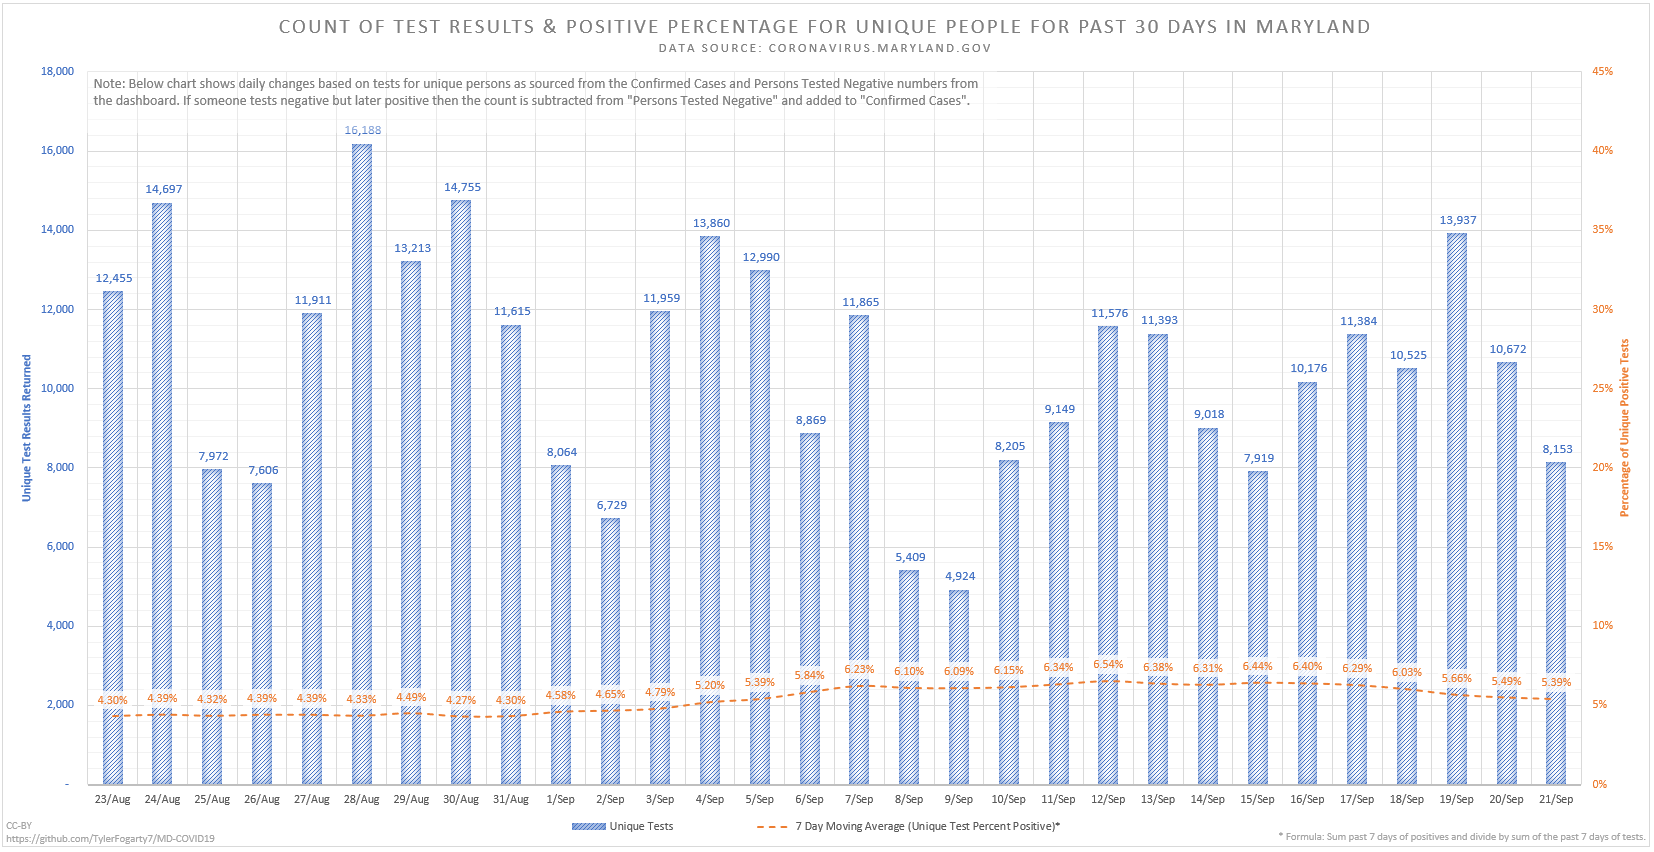 COUNT OF TEST RESULTS & POSITIVE PERCENTAGE FOR UNIQUE PEOPLE FOR PAST 30 DAYS IN MARYLAND
DATA SOURCE: CORONAVIRUS.MARYLAND.GOV
Note: Below chart shows daily changes based on tests for unique persons as sourced from the Confirmed Cases and Persons Tested Negative numbers from
the dashboard. If someone tests negative but later positive then the count is subtracted from "Persons Tested Negative" and added to "Confirmed Cases".
Unique Test Results Returned
18,000
16,000
14,000
12,000
10,000
8,000
6,000
4,000
2,000
-
12,455 14,697 7,972 7,606 11,911 16,188 13,213 14,755 11,615 8,064 6,729 11,959 13,860 12,990 8,869 11,865 5,409 4,924 8,205 9,149 11,576 11,393 9,018 7,919 10,176 11,384 10,525 13,937 10,672 8,153
4.30% 4.39% 4.32% 4.39% 4.39% 4.33% 4.49% 4.27% 4.30% 4.58% 4.65% 4.79% 5.20% 5.39% 5.84% 6.23% 6.10% 6.09% 6.15% 6.34% 6.54% 6.38% 6.31% 6.44% 6.40% 6.29% 6.03% 5.66% 5.49% 5.39%
45%
40%
35%
30%
25%
20%
15%
10%
5%
0%
Percentage of Unique Positive Tests
23/Aug 24/Aug 25/Aug 26/Aug 27/Aug 28/Aug 29/Aug 30/Aug 31/Aug 1/Sep 2/Sep 3/Sep 4/Sep 5/Sep 6/Sep 7/Sep 8/Sep 9/Sep 10/Sep 11/Sep 12/Sep 13/Sep 14/Sep 15/Sep 16/Sep 17/Sep 18/Sep 19/Sep 20/Sep 21/Sep
Unique Tests 7 Day Moving Average (Unique Test Percent Positive)*
CC-BY
https://github.com/TylerFogarty7/MD-COVID19
* Formula: Sum past 7 days of positives and divide by sum of the past 7 days of tests.